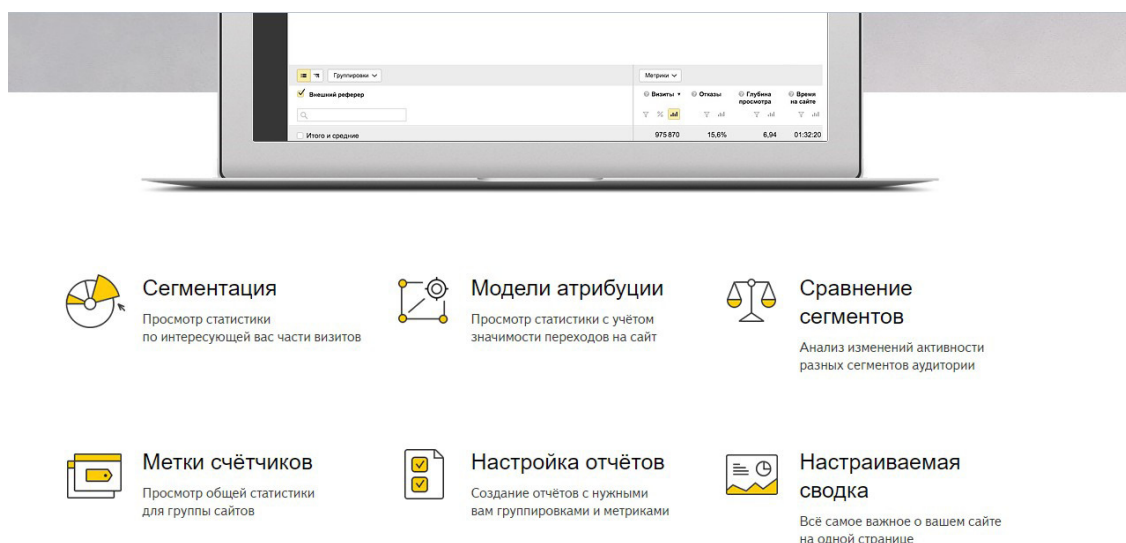 Группировки
Метрики
Внешний реферер
Визиты
Отказы
Глубина
просмотра
Время
на сайте
Итого и средние
975 870
15,6%
6,94
01:32:20
Сегментация
Просмотр статистики
по интересующей вас части визитов
Модели атрибуции
Просмотр статистики с учётом
значимости переходов на сайт
Сравнение
сегментов
Анализ изменений активности
разных сегментов аудитории
Метки счётчиков
Просмотр общей статистики
для группы сайтов
Настройка отчётов
Создание отчётов с нужными
вам группировками и метриками
Настраиваемая
сводка
Всё самое важное о вашем сайте
на одной странице